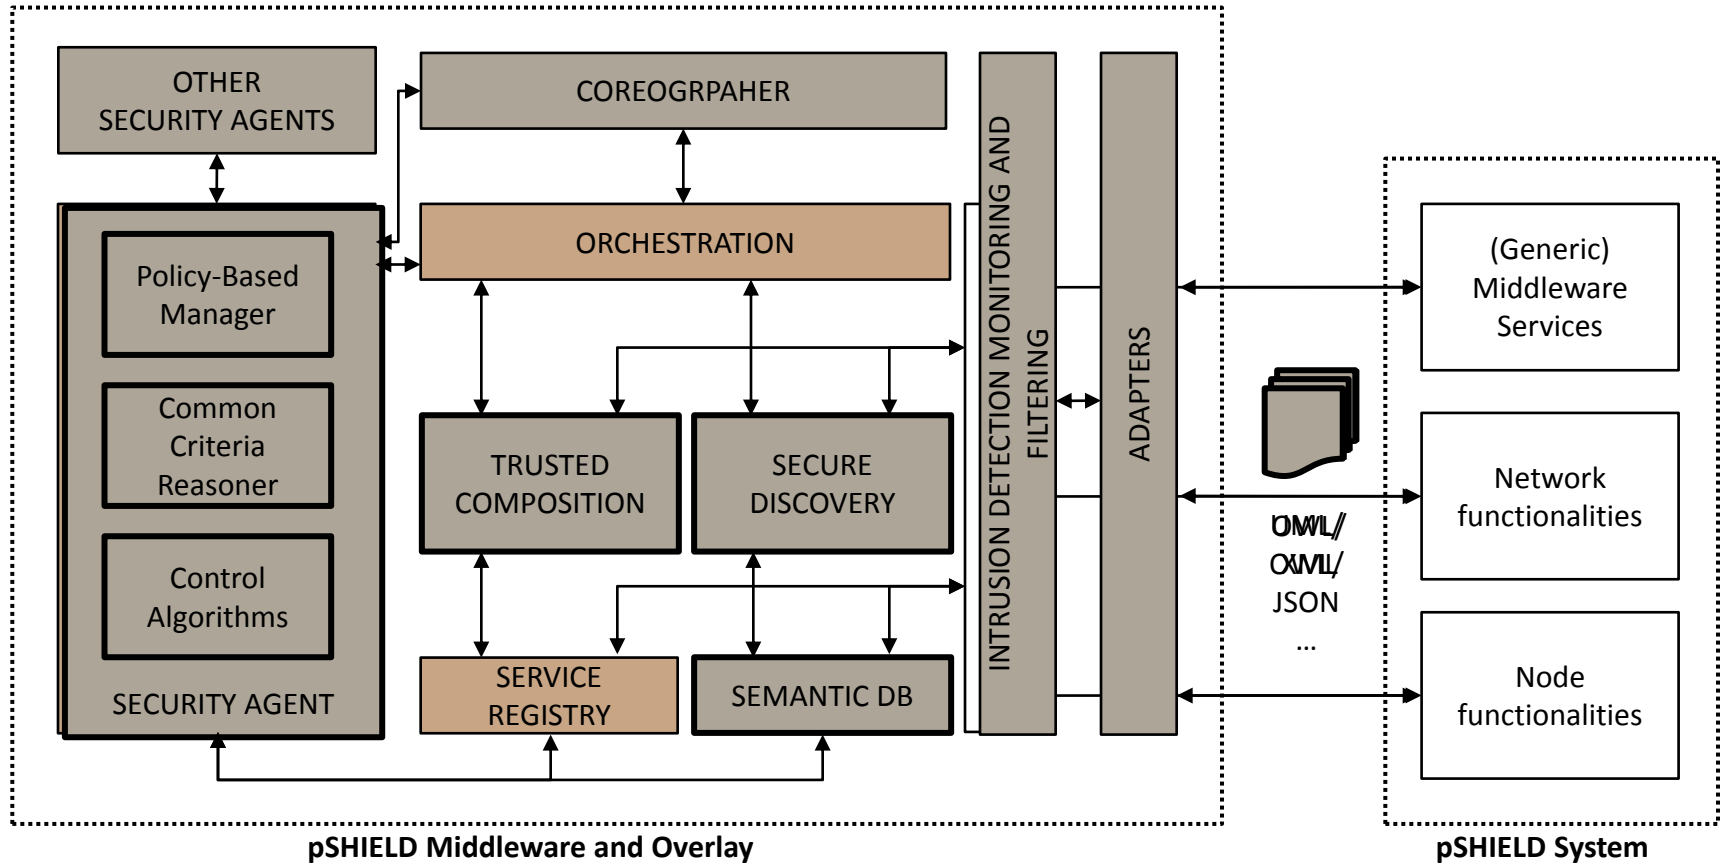 OTHER
SECURITY AGENTS
COREOGRPAHER
ORCHESTRATION
Policy-Based
Manager
Common
Criteria
Reasoner
Control
Algorithms
SECURITY AGENT
TRUSTED
COMPOSITION
SECURE
DISCOVERY
SERVICE
REGISTRY
SEMANTIC DB
INTRUSION DETECTION MONITORING AND
FILTERING
ADAPTERS
JSON
...
(Generic)
Middleware
Services
Network
functionalities
Node
functionalities
pSHIELD Middleware and Overlay
pSHIELD System